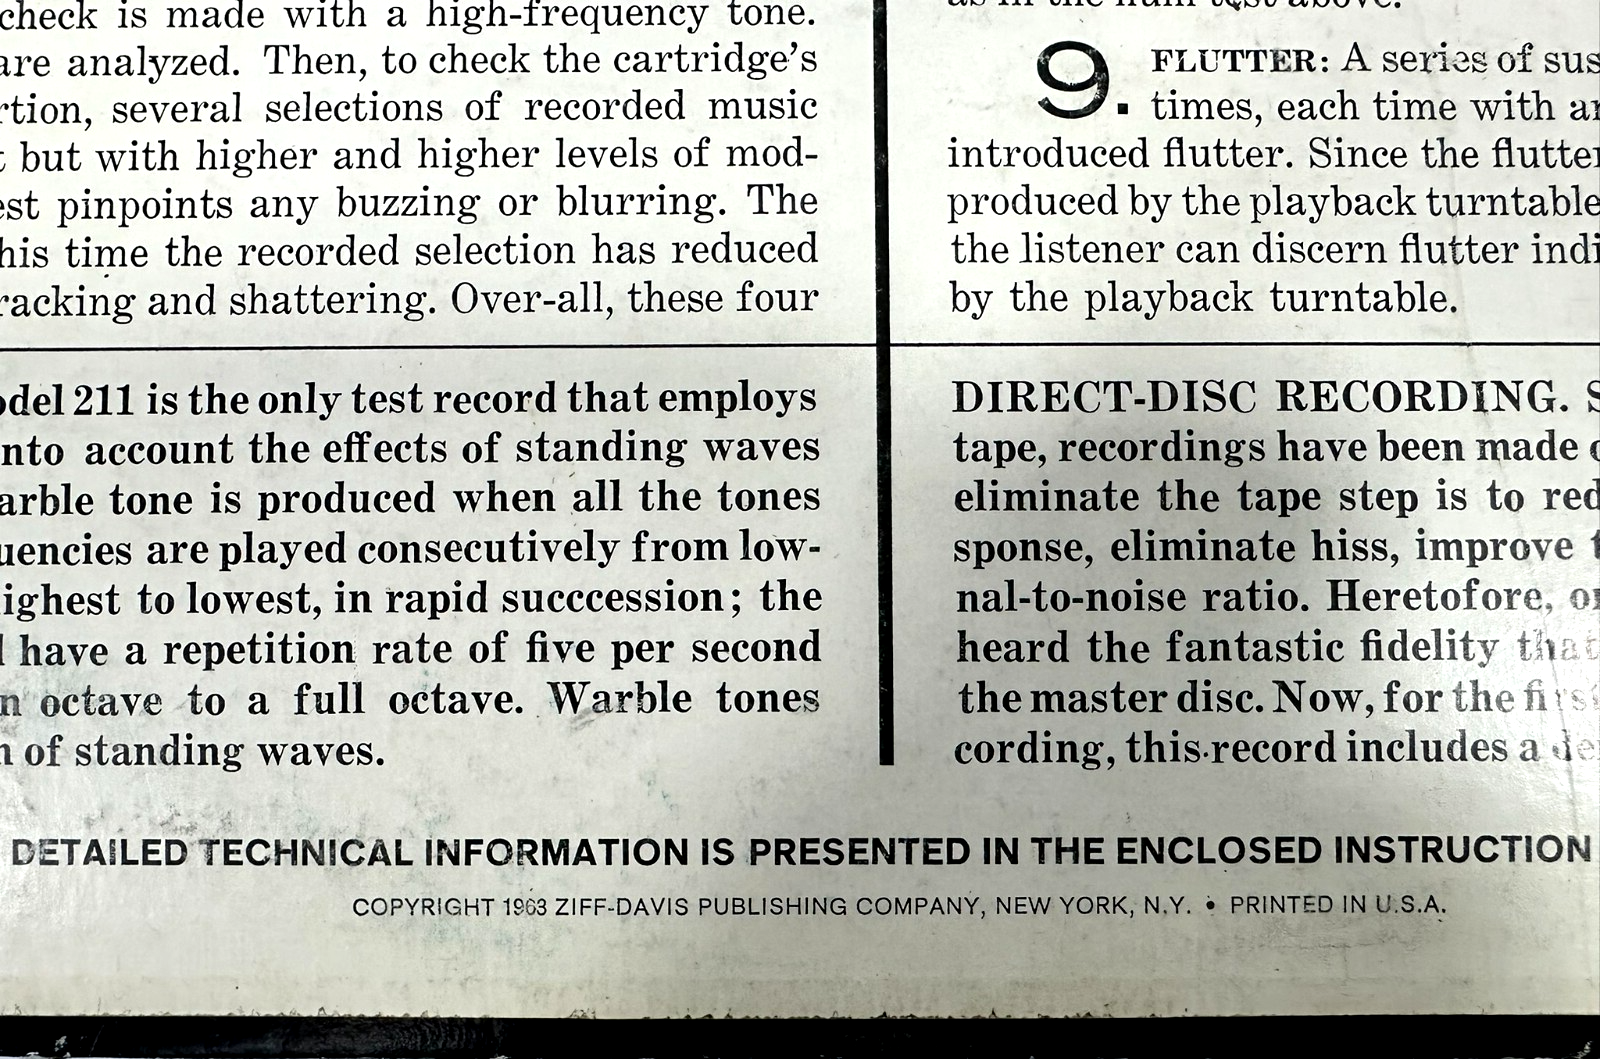 check is made with a high-frequency tone.
are analyzed. Then, to check the cartridge's
rtion, several selections of recorded music
but with higher and higher levels of mod-
est pinpoints any buzzing or blurring. The
his time the recorded selection has reduced
racking and shattering. Over-all, these four
as in the hum test above.
9. FLUTTER: A series of sus
times, each time with an
introduced flutter. Since the flutter
produced by the playback turntable
the listener can discern flutter indi
by the playback turntable.
odel 211 is the only test record that employs
nto account the effects of standing waves
arble tone is produced when all the tones
uencies are played consecutively from low-
ighest to lowest, in rapid succcession; the
have a repetition rate of five per second
n octave to a full octave. Warble tones
n of standing waves.
DIRECT-DISC RECORDING. S
tape, recordings have been made
eliminate the tape step is to red
sponse, eliminate hiss, improve t
nal-to-noise ratio. Heretofore, on
heard the fantastic fidelity that
the master disc. Now, for the first
cording, this record includes a de
DETAILED TECHNICAL INFORMATION IS PRESENTED IN THE ENCLOSED INSTRUCTION
COPYRIGHT 1963 ZIFF-DAVIS PUBLISHING COMPANY, NEW YORK, N.Y. • PRINTED IN U.S.A.